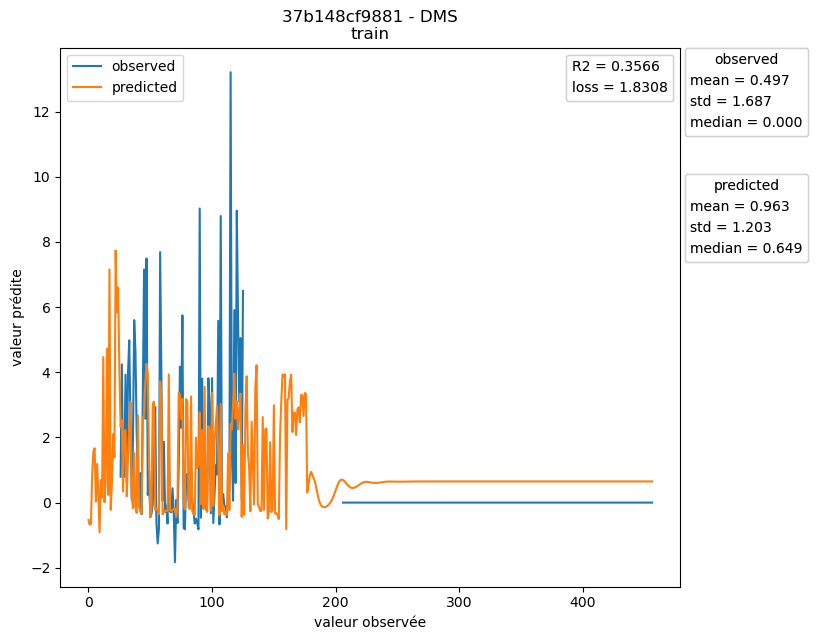 37b148cf9881 - DMS
train
observed
predicted
R2 = 0.3566
loss = 1.8308
observed
mean = 0.497
std = 1.687
median = 0.000
predicted
mean = 0.963
std = 1.203
median = 0.649
valeur prédite
12
10
8
6
4
2
0
−2
0
100
200
300
400
valeur observée